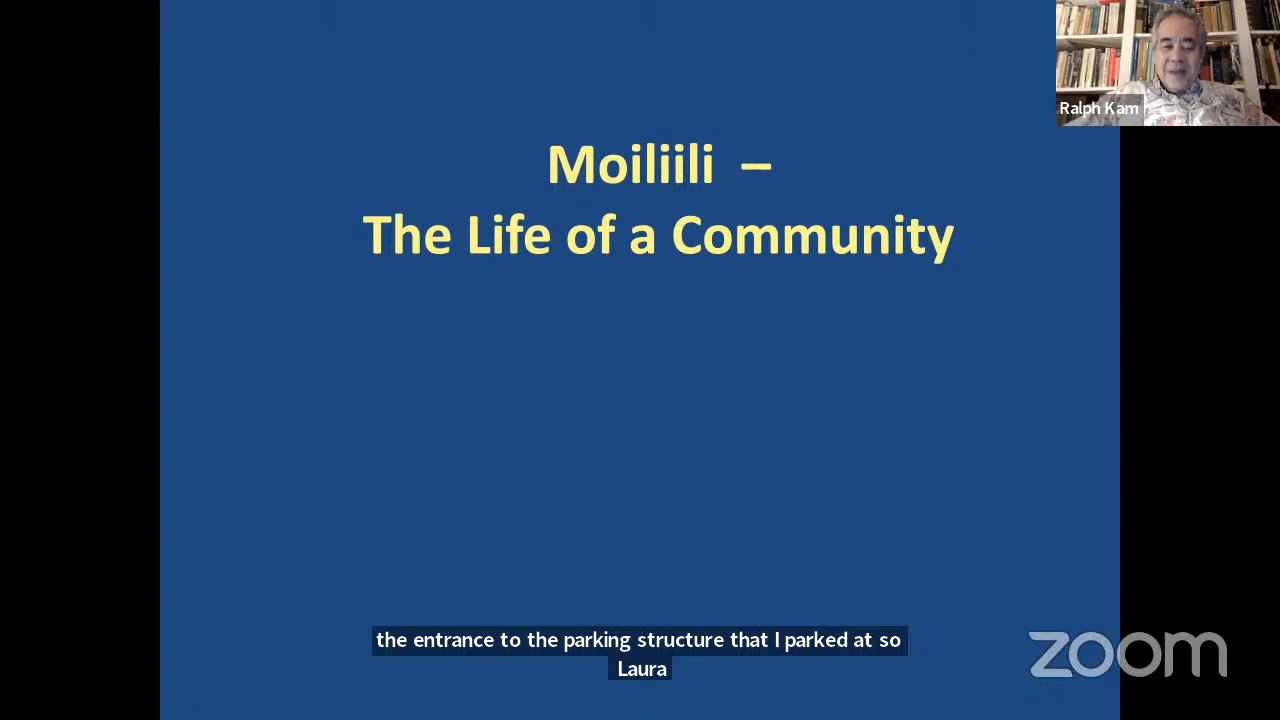 Ralph Kam
Moiliili –
The Life of a Community
the entrance to the parking structure that I parked at so
Laura
zoom